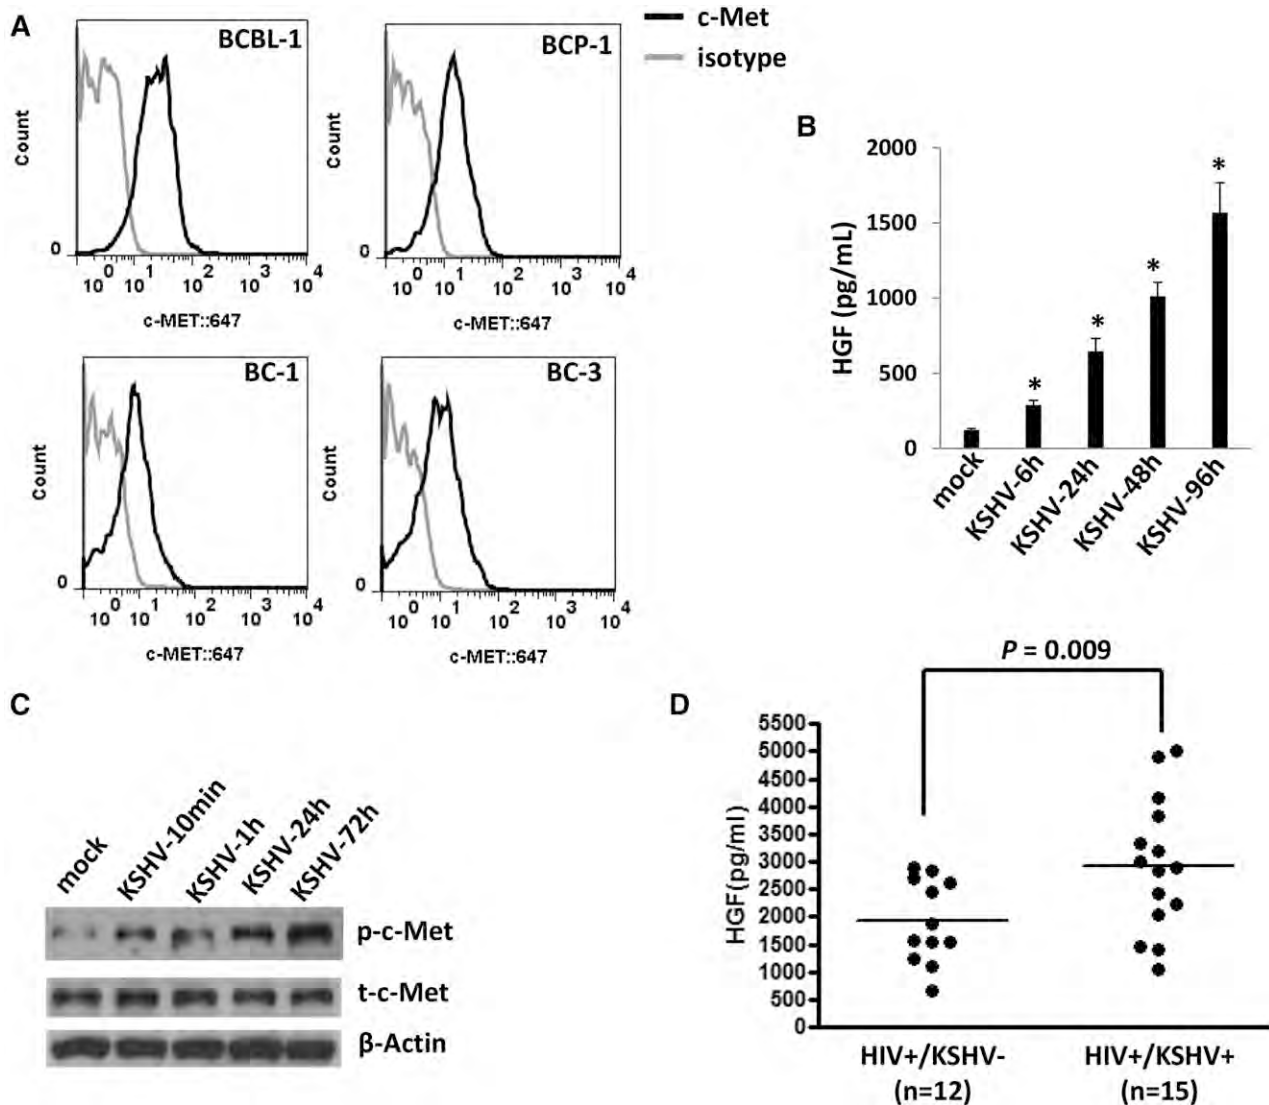 A
BCBL-1
Count
0
10^0 10^1 10^2 10^3 10^4
c-MET::647
BCP-1
Count
0
10^0 10^1 10^2 10^3 10^4
c-MET::647
c-Met
isotype
BC-1
Count
0
10^0 10^1 10^2 10^3 10^4
c-MET::647
BC-3
Count
0
10^0 10^1 10^2 10^3 10^4
c-MET::647
B
HGF (pg/mL)
2000
1500
1000
500
0
* * * *
mock KSHV-6h KSHV-24h KSHV-48h KSHV-96h
C
mock KSHV-10min KSHV-1h KSHV-24h KSHV-72h
p-c-Met
t-c-Met
β-Actin
D
P = 0.009
HGF(pg/ml)
5500
5000
4500
4000
3500
3000
2500
2000
1500
1000
500
0
HIV+/KSHV- HIV+/KSHV+
(n=12) (n=15)